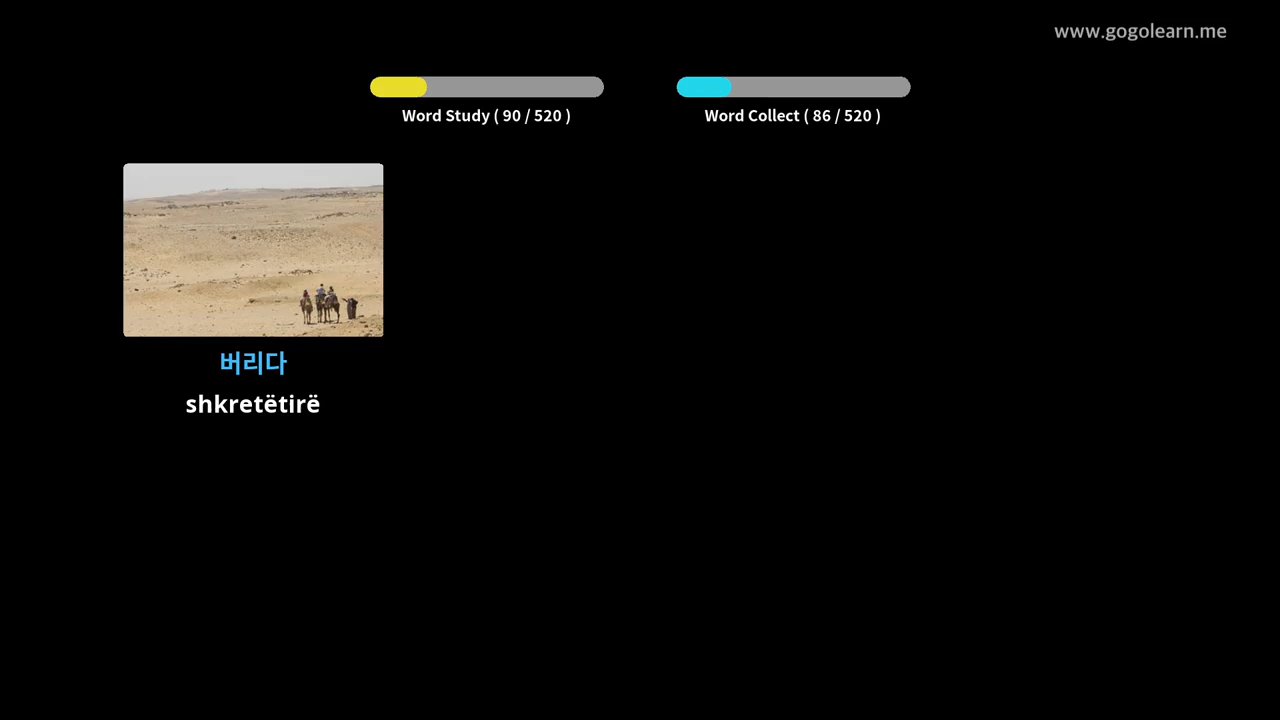 www.gogolearn.me
Word Study ( 90 / 520 )
Word Collect ( 86 / 520 )
버리다
shkretëtirë